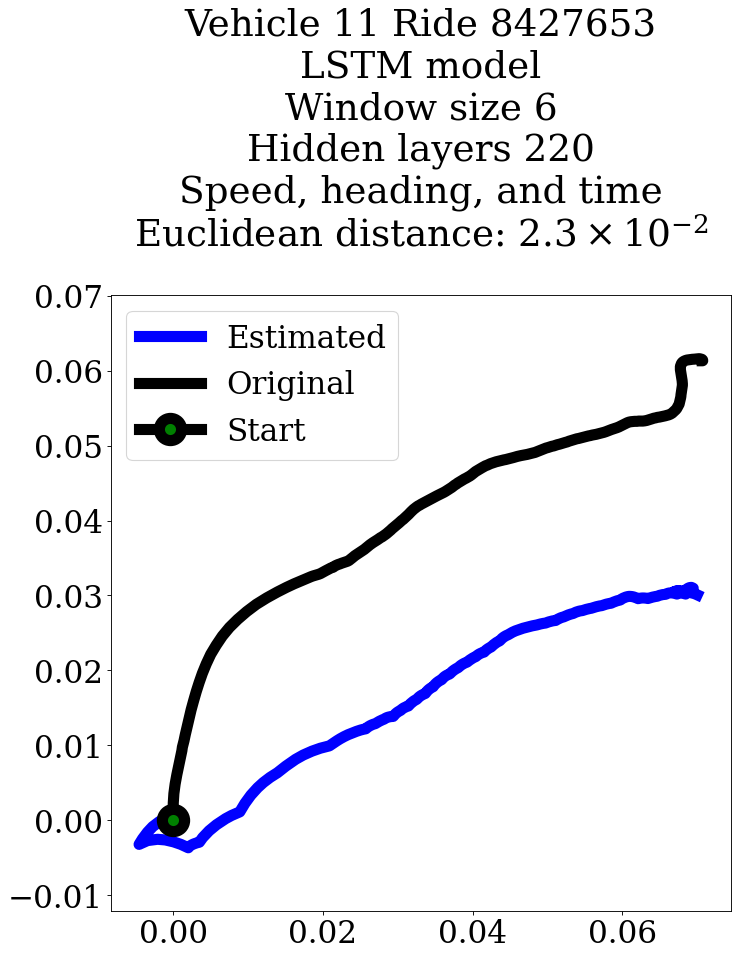 Vehicle 11 Ride 8427653
LSTM model
Window size 6
Hidden layers 220
Speed, heading, and time
Euclidean distance: 2.3 × 10⁻²
0.07
Estimated
0.06
Original
Start
0.05
0.04
0.03
0.02
0.01
0.00
−0.01
0.00 0.02 0.04 0.06